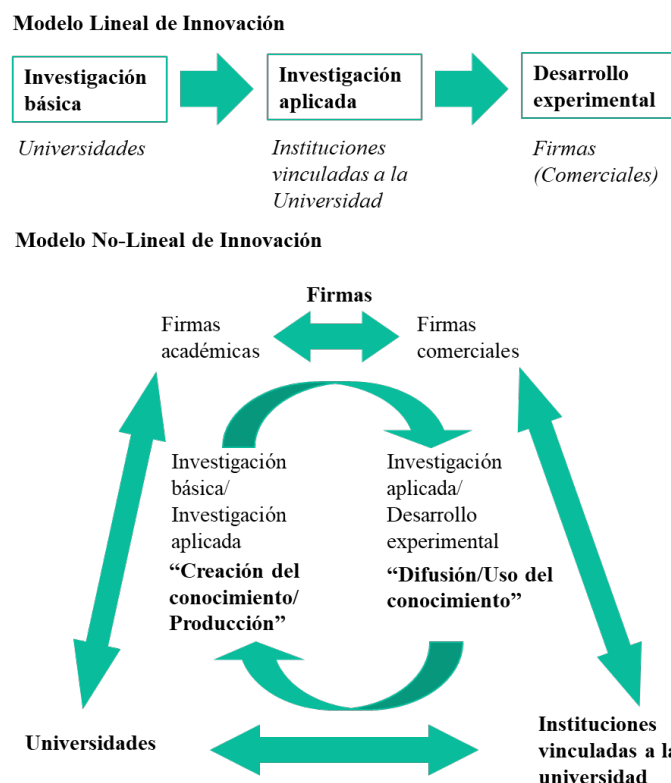 Modelo Lineal de Innovación
Investigación
básica
Investigación
aplicada
Desarrollo
experimental
Universidades
Instituciones
vinculadas a la
Universidad
Firmas
(Comerciales)
Modelo No-Lineal de Innovación
Firmas
Firmas
académicas
Firmas
comerciales
Investigación
básica/
Investigación
aplicada
“Creación del
conocimiento/
Producción”
Investigación
aplicada/
Desarrollo
experimental
“Difusión/Uso del
conocimiento”
Universidades
Instituciones
vinculadas a la
universidad